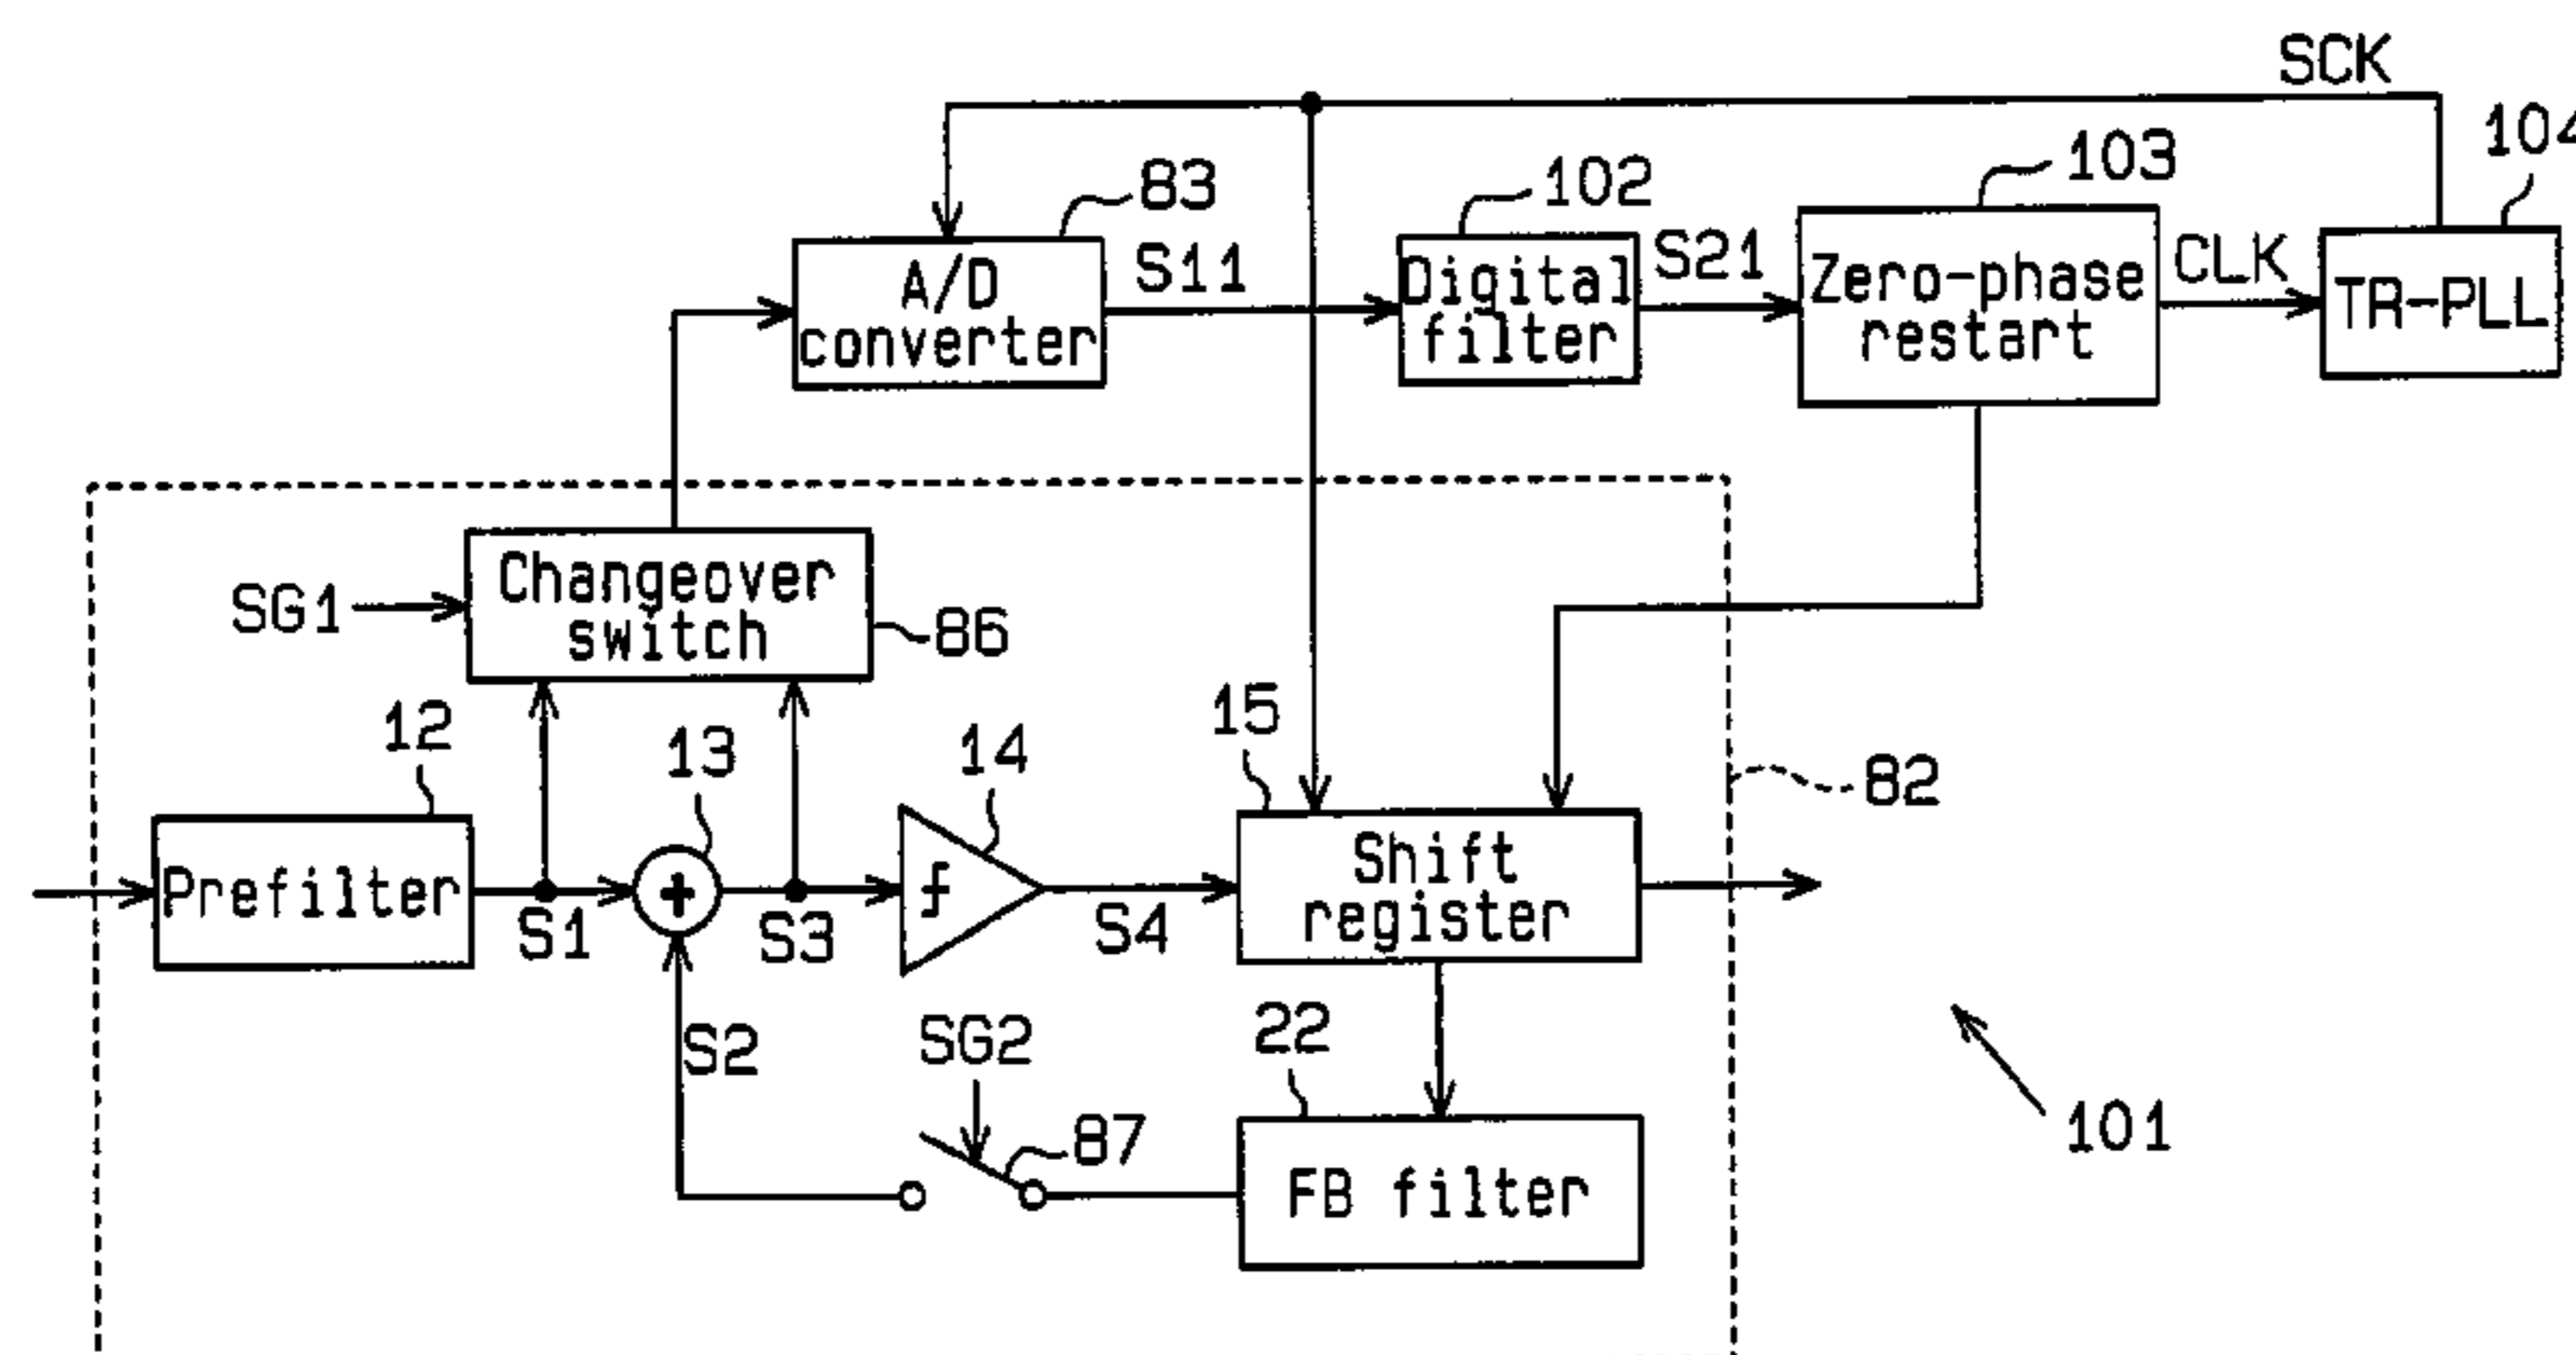 SCK
104
103
102
83
A/D
converter
S11
Digital
filter
S21
Zero-phase
restart
CLK
TR-PLL
SG1
Changeover
switch
86
12
13
14
15
82
Prefilter
S1
+
S3
S4
Shift
register
S2
SG2
87
22
FB filter
101